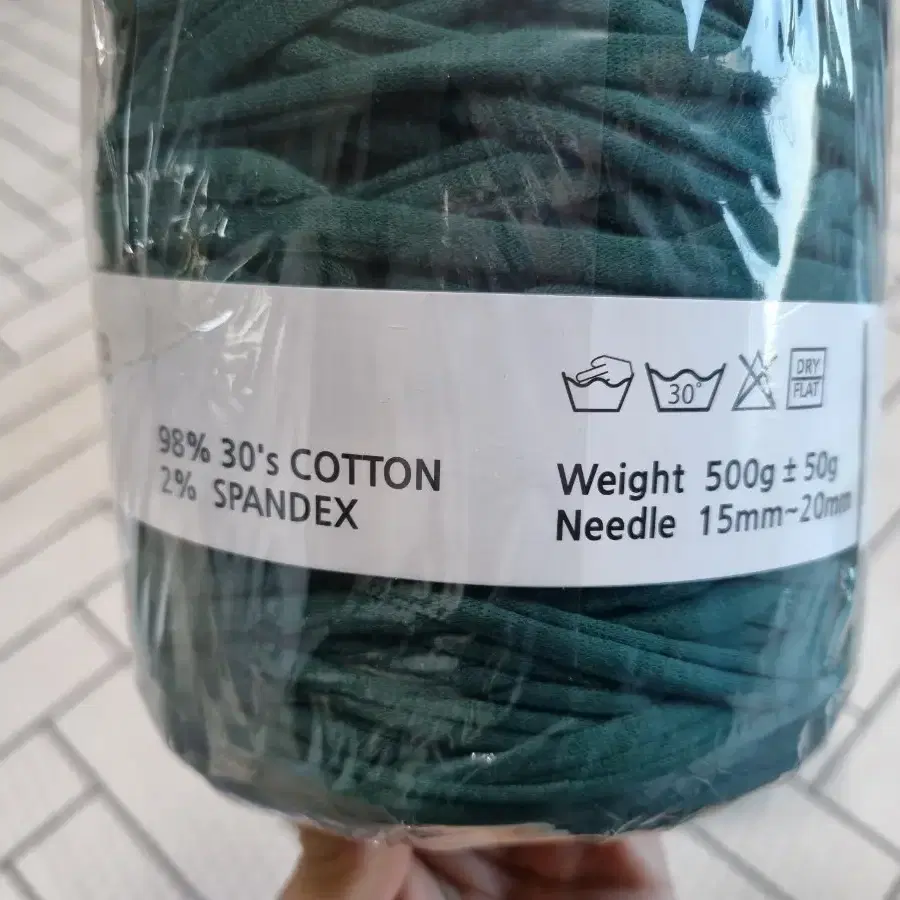 98% 30's COTTON
2% SPANDEX
30°
DRY
FLAT
Weight 500g ± 50g
Needle 15mm~20mm